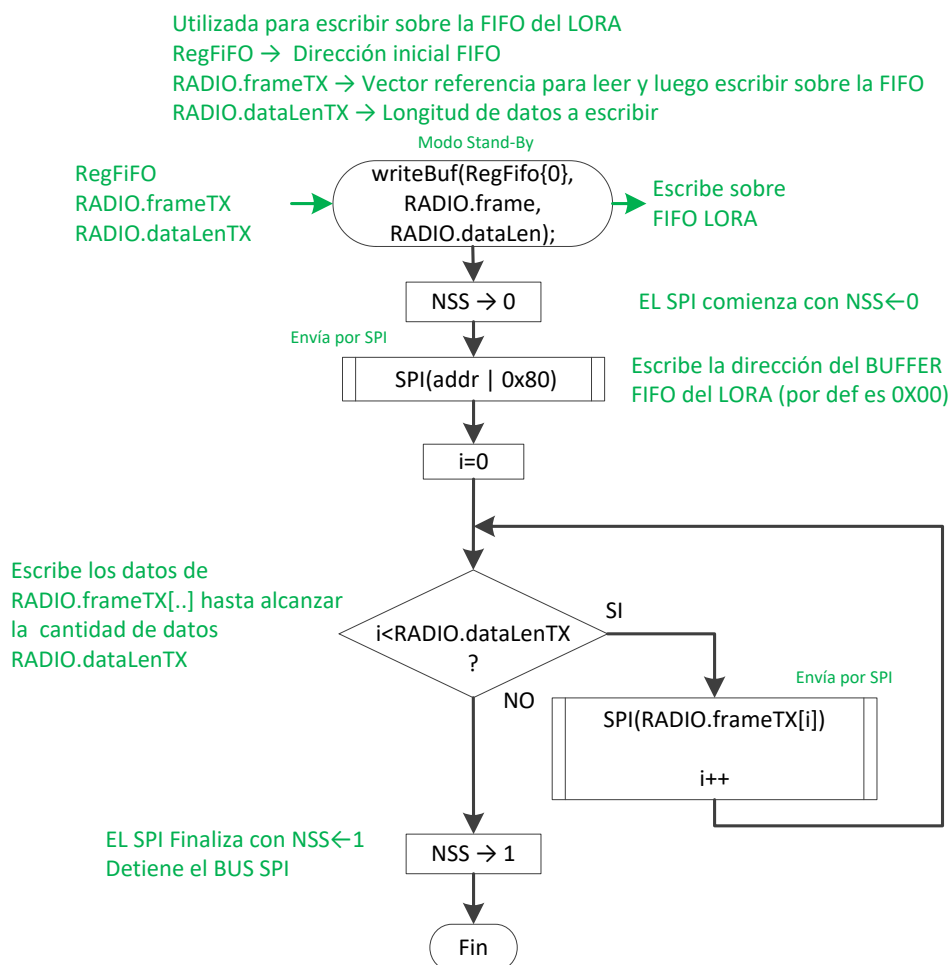 Utilizada para escribir sobre la FIFO del LORA
RegFiFO → Dirección inicial FIFO
RADIO.frameTX → Vector referencia para leer y luego escribir sobre la FIFO
RADIO.dataLenTX → Longitud de datos a escribir
Modo Stand-By
RegFiFO
RADIO.frameTX
RADIO.dataLenTX
writeBuf(RegFifo{0},
RADIO.frame,
RADIO.dataLen);
Escribe sobre
FIFO LORA
NSS → 0
EL SPI comienza con NSS←0
Envía por SPI
SPI(addr | 0x80)
Escribe la dirección del BUFFER
FIFO del LORA (por def es 0X00)
i=0
Escribe los datos de
RADIO.frameTX[..] hasta alcanzar
la cantidad de datos
RADIO.dataLenTX
i<RADIO.dataLenTX
?
SI
NO
Envía por SPI
SPI(RADIO.frameTX[i])
i++
EL SPI Finaliza con NSS←1
Detiene el BUS SPI
NSS → 1
Fin